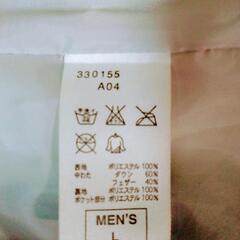 330155
A04
表地 ポリエステル 100%
中わた ダウン 60%
フェザー 40%
裏地 ポリエステル 100%
ポケット部分 ポリエステル 100%
MEN'S
L